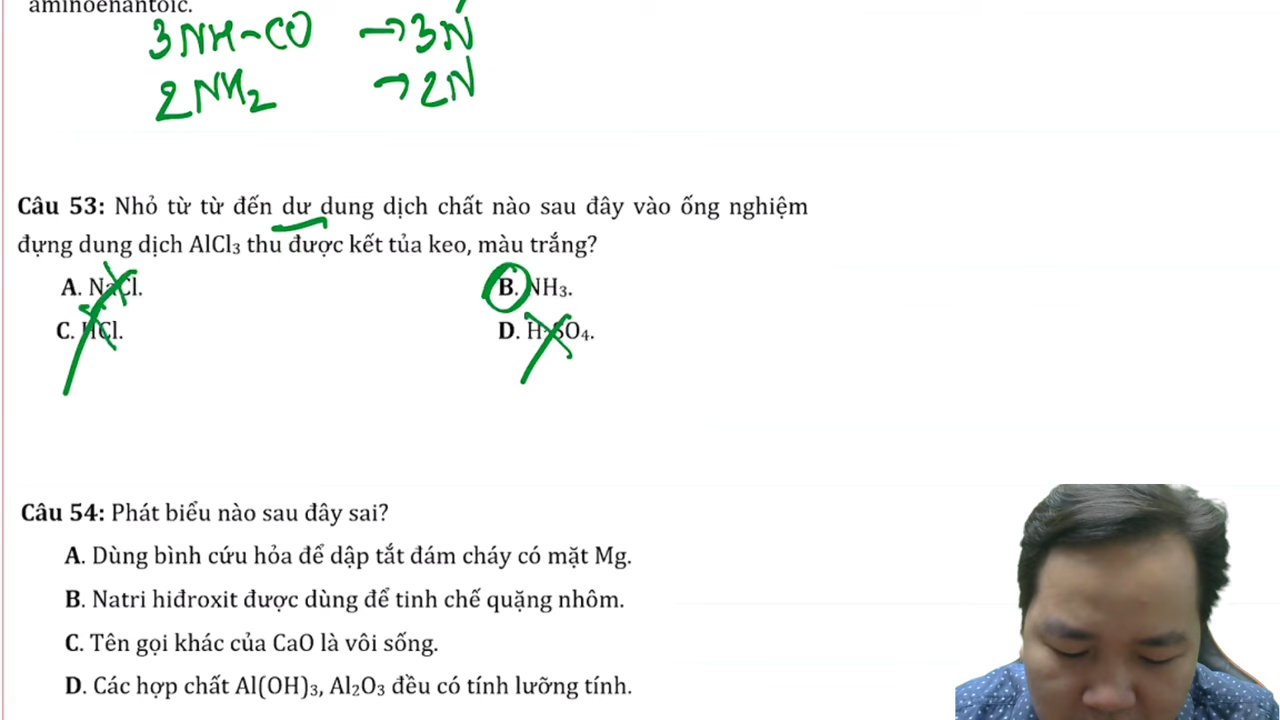 aminoenantoic.
3NH-CO → 3N
2NH₂ → 2N
Câu 53: Nhỏ từ từ đến dư dung dịch chất nào sau đây vào ống nghiệm
đựng dung dịch AlCl₃ thu được kết tủa keo, màu trắng?
A. NaCl. B. NH₃.
C. HCl. D. H₂SO₄.
Câu 54: Phát biểu nào sau đây sai?
A. Dùng bình cứu hỏa để dập tắt đám cháy có mặt Mg.
B. Natri hiđroxit được dùng để tinh chế quặng nhôm.
C. Tên gọi khác của CaO là vôi sống.
D. Các hợp chất Al(OH)₃, Al₂O₃ đều có tính lưỡng tính.